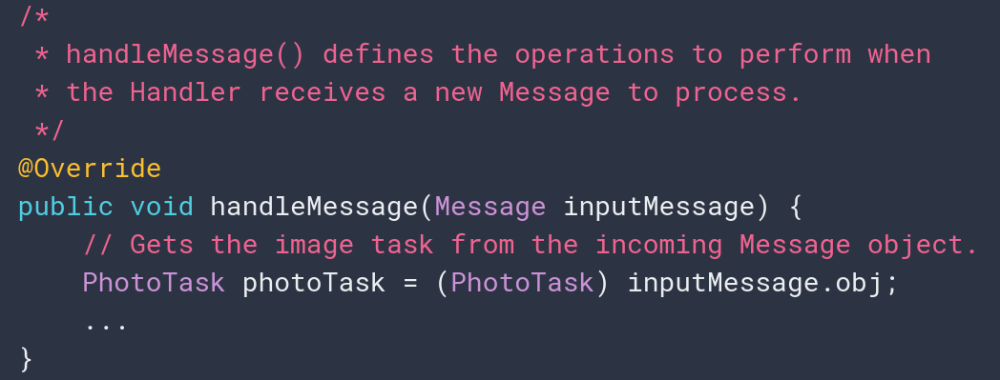 /*
 * handleMessage() defines the operations to perform when
 * the Handler receives a new Message to process.
 */
@Override
public void handleMessage(Message inputMessage) {
    // Gets the image task from the incoming Message object.
    PhotoTask photoTask = (PhotoTask) inputMessage.obj;
    ...
}